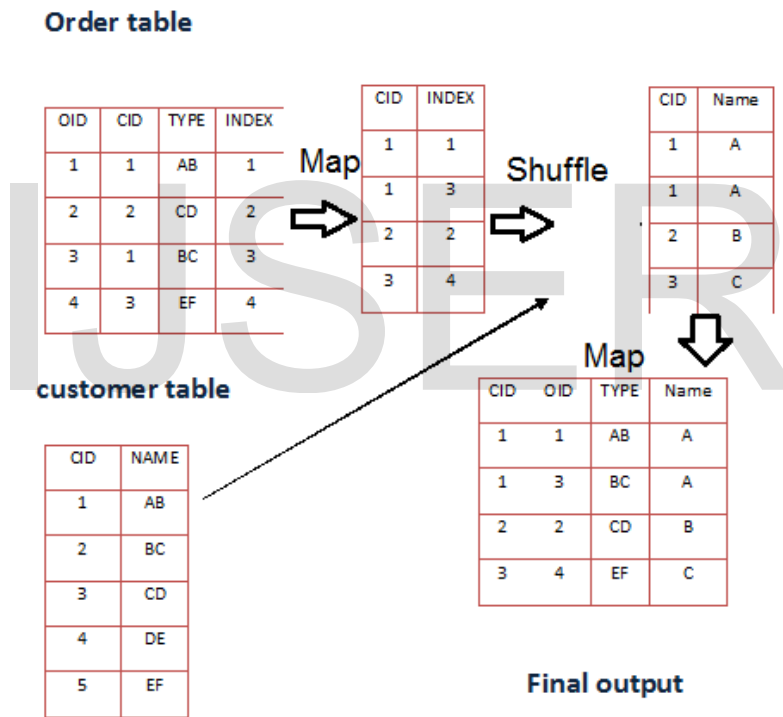 Order table
OID CID TYPE INDEX
1 1 AB 1
2 2 CD 2
3 1 BC 3
4 3 EF 4
Map
CID INDEX
1 1
1 3
2 2
3 4
Shuffle
CID Name
1 A
1 A
2 B
3 C
IJSER
customer table
CID NAME
1 AB
2 BC
3 CD
4 DE
5 EF
Map
CID OID TYPE Name
1 1 AB A
1 3 BC A
2 2 CD B
3 4 EF C
Final output